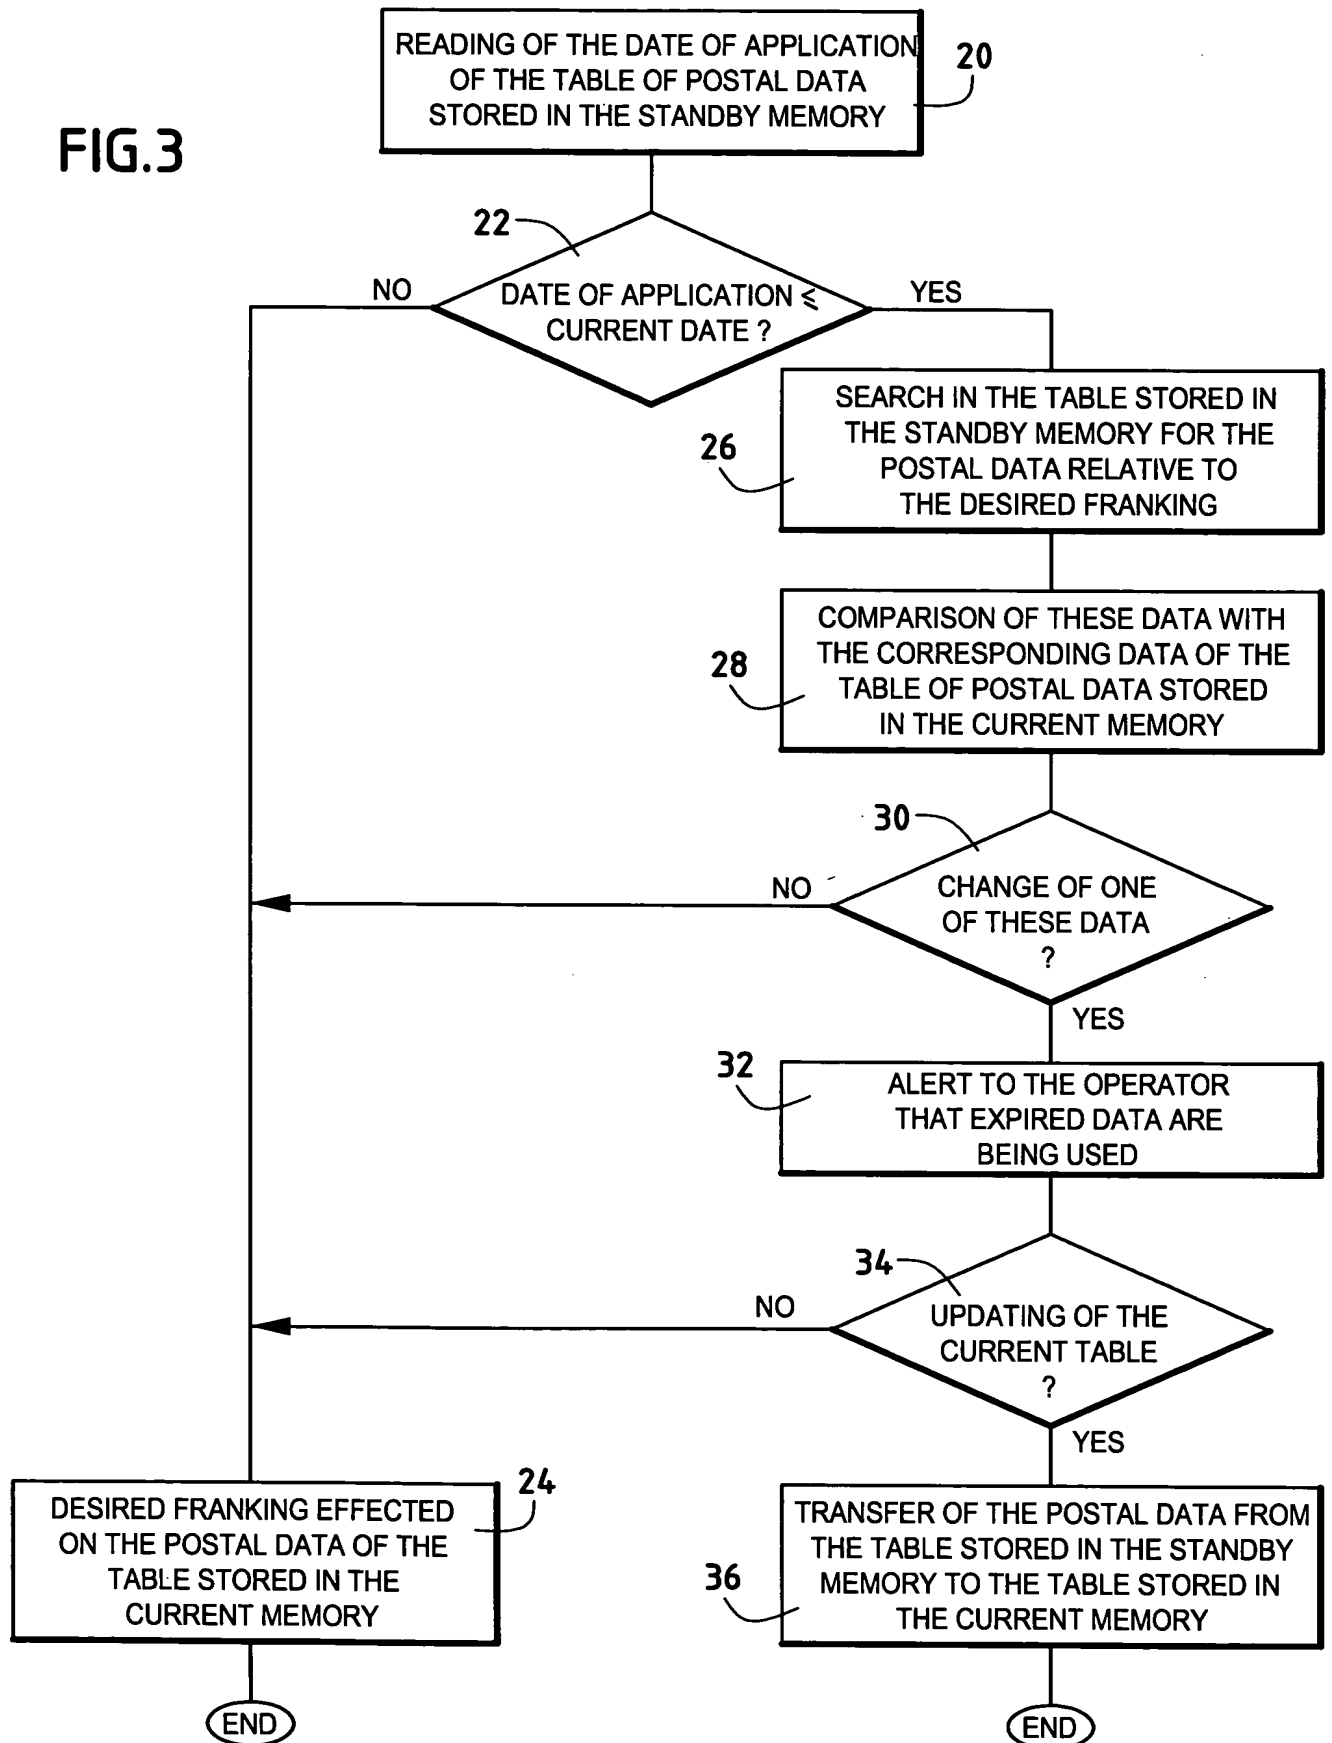 READING OF THE DATE OF APPLICATION
OF THE TABLE OF POSTAL DATA
STORED IN THE STANDBY MEMORY
20
FIG.3
22
NO
DATE OF APPLICATION ≤
CURRENT DATE ?
YES
SEARCH IN THE TABLE STORED IN
THE STANDBY MEMORY FOR THE
POSTAL DATA RELATIVE TO
THE DESIRED FRANKING
26
COMPARISON OF THESE DATA WITH
THE CORRESPONDING DATA OF THE
TABLE OF POSTAL DATA STORED
IN THE CURRENT MEMORY
28
30
NO
CHANGE OF ONE
OF THESE DATA
?
YES
32
ALERT TO THE OPERATOR
THAT EXPIRED DATA ARE
BEING USED
34
NO
UPDATING OF THE
CURRENT TABLE
?
YES
24
DESIRED FRANKING EFFECTED
ON THE POSTAL DATA OF THE
TABLE STORED IN THE
CURRENT MEMORY
TRANSFER OF THE POSTAL DATA FROM
THE TABLE STORED IN THE STANDBY
MEMORY TO THE TABLE STORED IN
THE CURRENT MEMORY
36
END
END